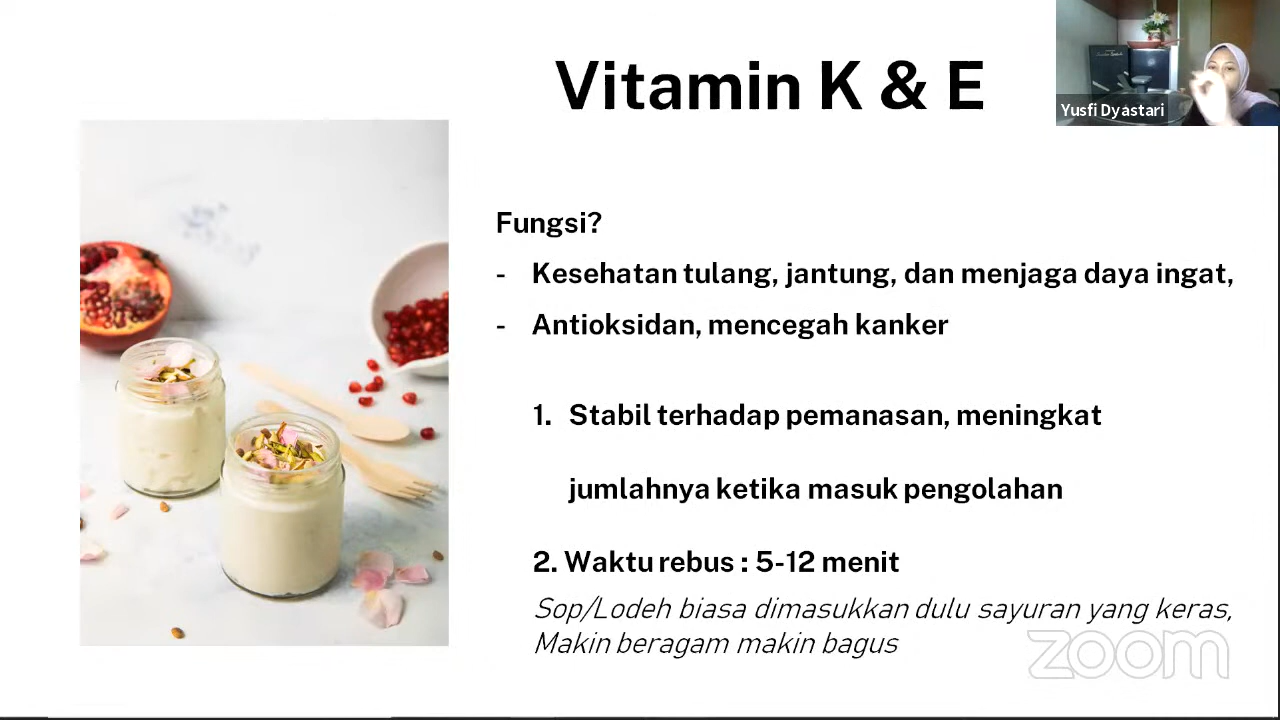 Vitamin K & E
Yusfi Dyastari
Fungsi?
- Kesehatan tulang, jantung, dan menjaga daya ingat,
- Antioksidan, mencegah kanker
1. Stabil terhadap pemanasan, meningkat
jumlahnya ketika masuk pengolahan
2. Waktu rebus : 5-12 menit
Sop/Lodeh biasa dimasukkan dulu sayuran yang keras,
Makin beragam makin bagus
zoom